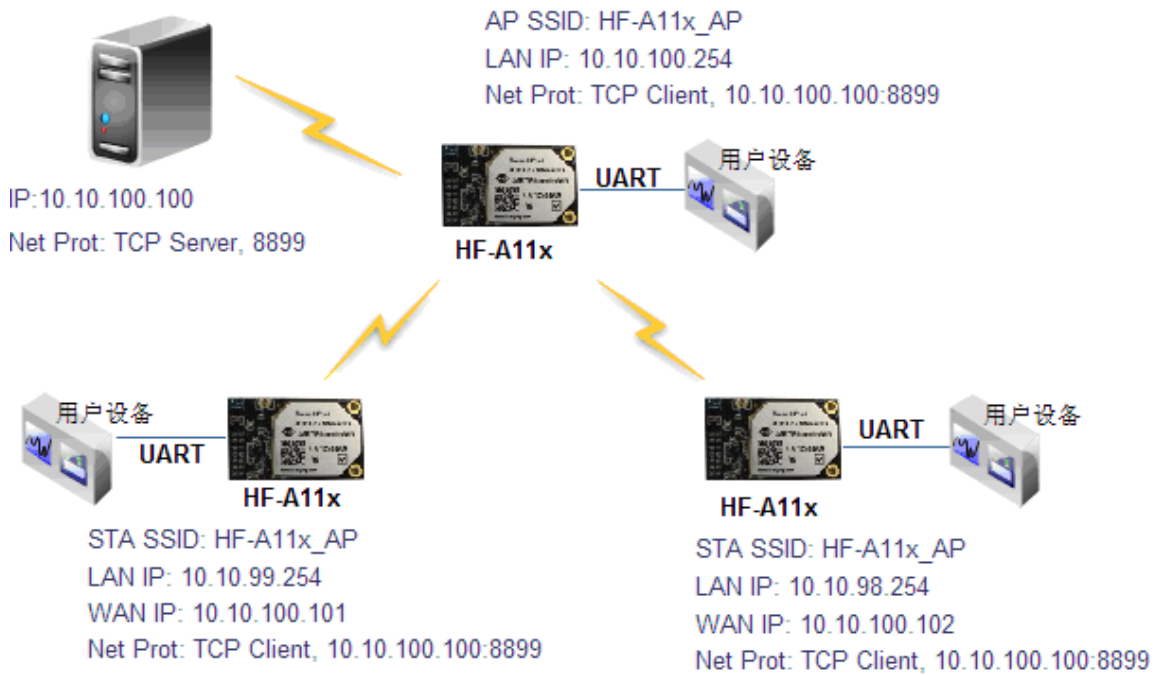 AP SSID: HF-A11x_AP
LAN IP: 10.10.100.254
Net Prot: TCP Client, 10.10.100.100:8899
用户设备
UART
HF-A11x
IP:10.10.100.100
Net Prot: TCP Server, 8899
用户设备
UART
HF-A11x
STA SSID: HF-A11x_AP
LAN IP: 10.10.99.254
WAN IP: 10.10.100.101
Net Prot: TCP Client, 10.10.100.100:8899
用户设备
UART
HF-A11x
STA SSID: HF-A11x_AP
LAN IP: 10.10.98.254
WAN IP: 10.10.100.102
Net Prot: TCP Client, 10.10.100.100:8899